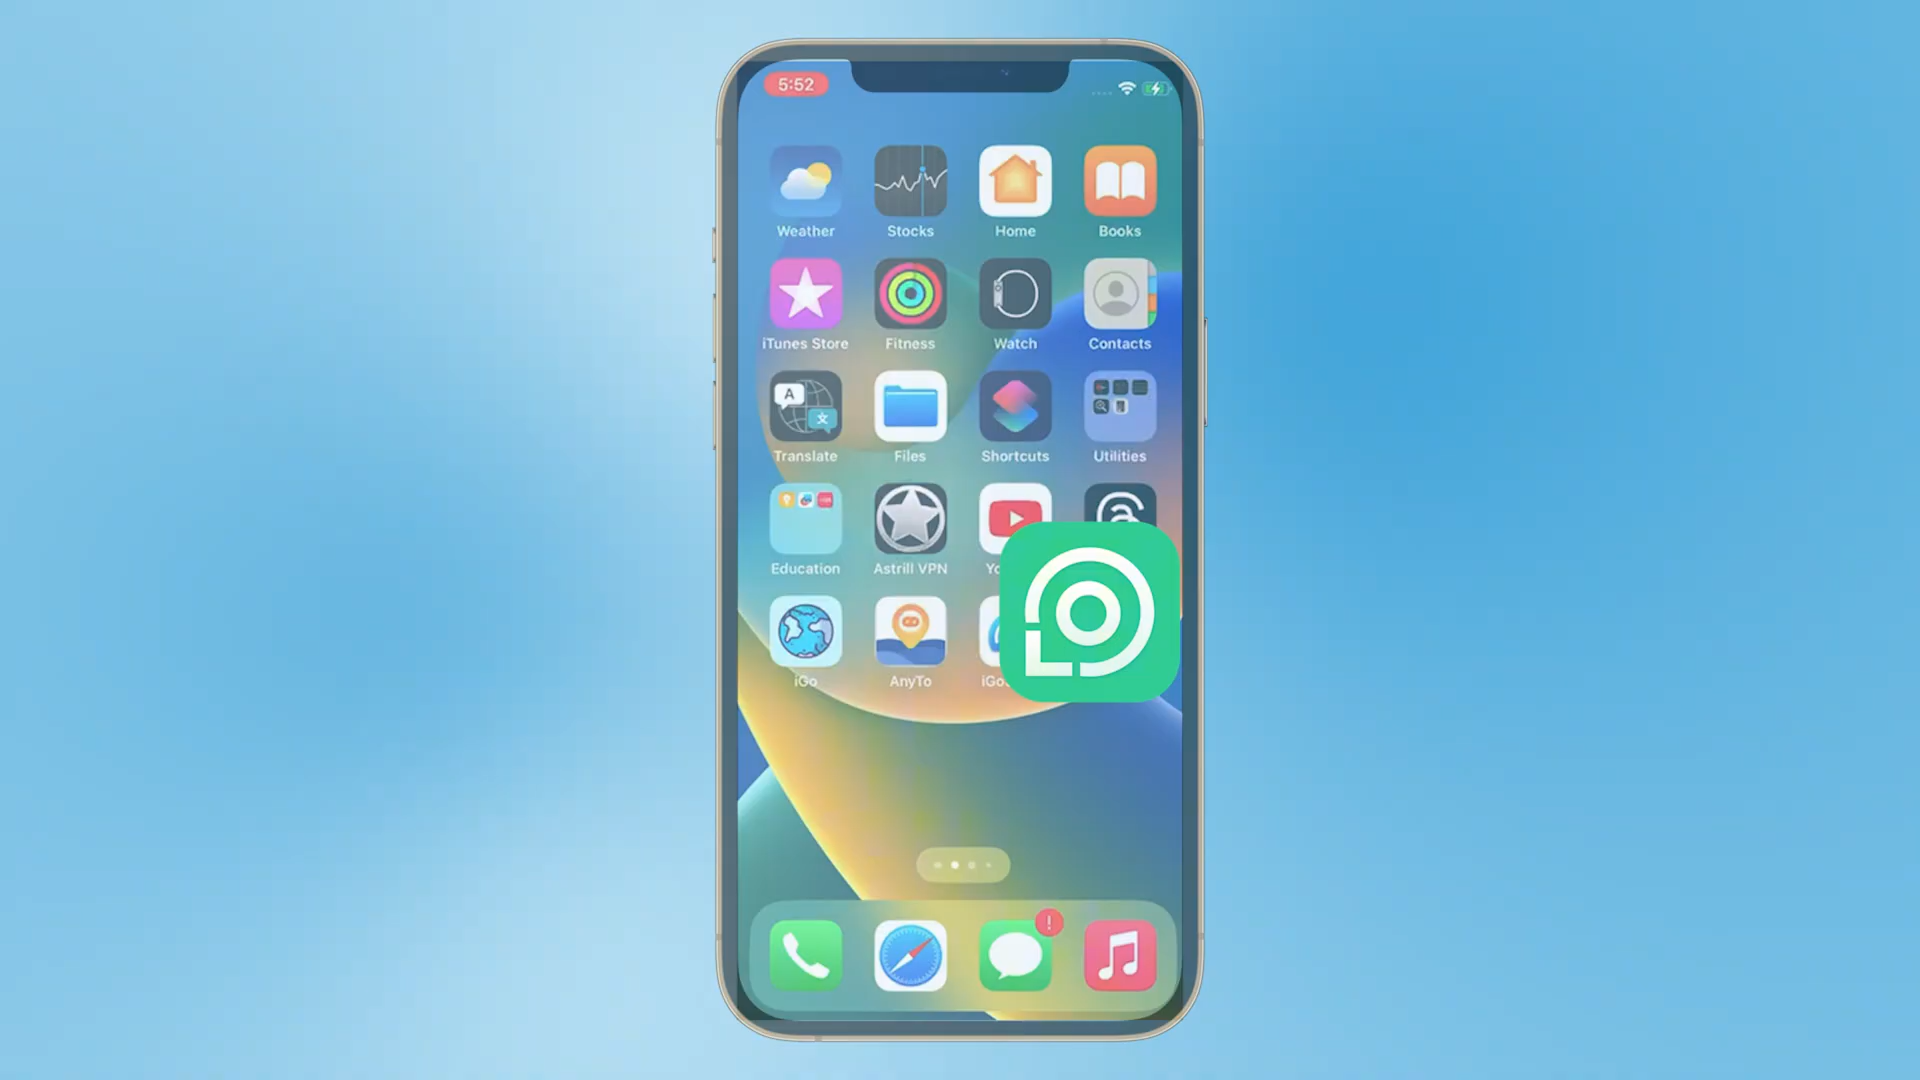 5:52
Weather Stocks Home Books
iTunes Store Fitness Watch Contacts
A 文
Translate Files Shortcuts Utilities
Education Astrill VPN Yo
iGo AnyTo iGo
!